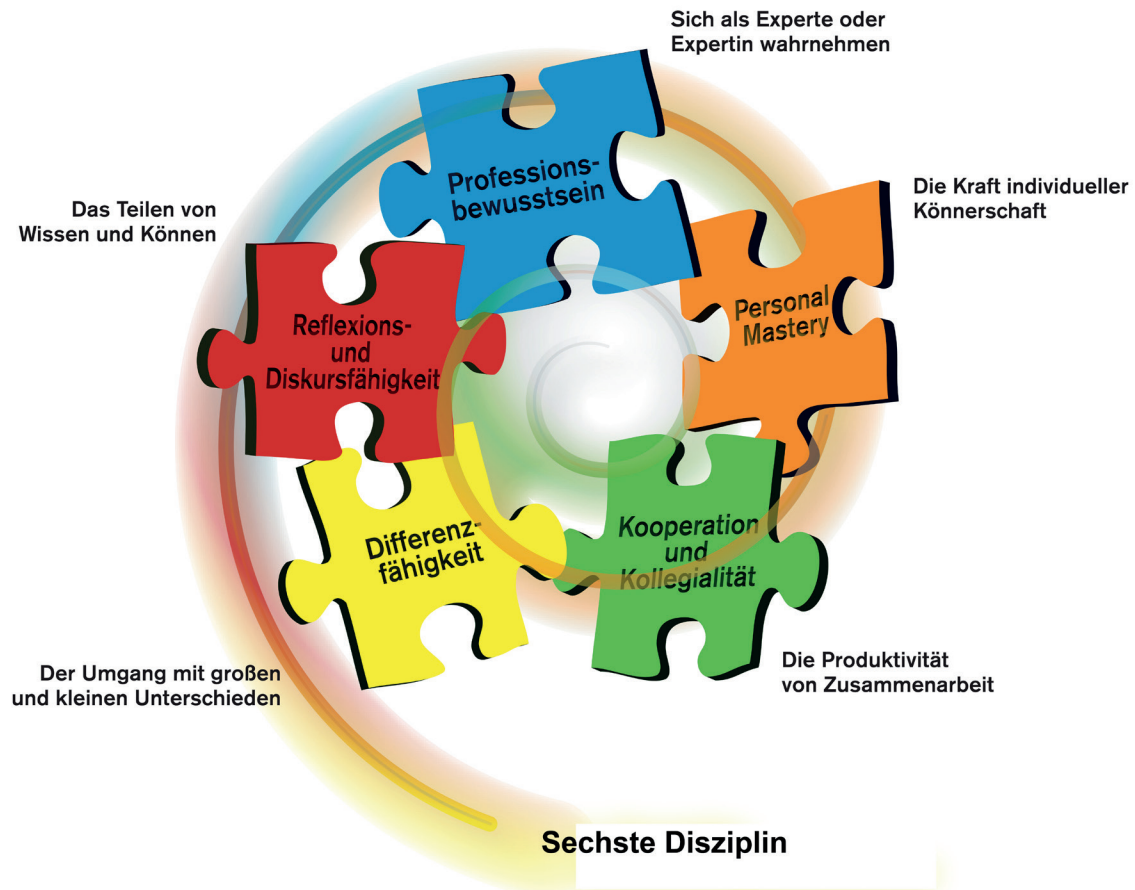 Sich als Experte oder
Expertin wahrnehmen
Professions-
bewusstsein
Die Kraft individueller
Könnerschaft
Personal
Mastery
Das Teilen von
Wissen und Können
Reflexions-
und
Diskursfähigkeit
Differenz-
fähigkeit
Kooperation
und
Kollegialität
Der Umgang mit großen
und kleinen Unterschieden
Die Produktivität
von Zusammenarbeit
Sechste Disziplin